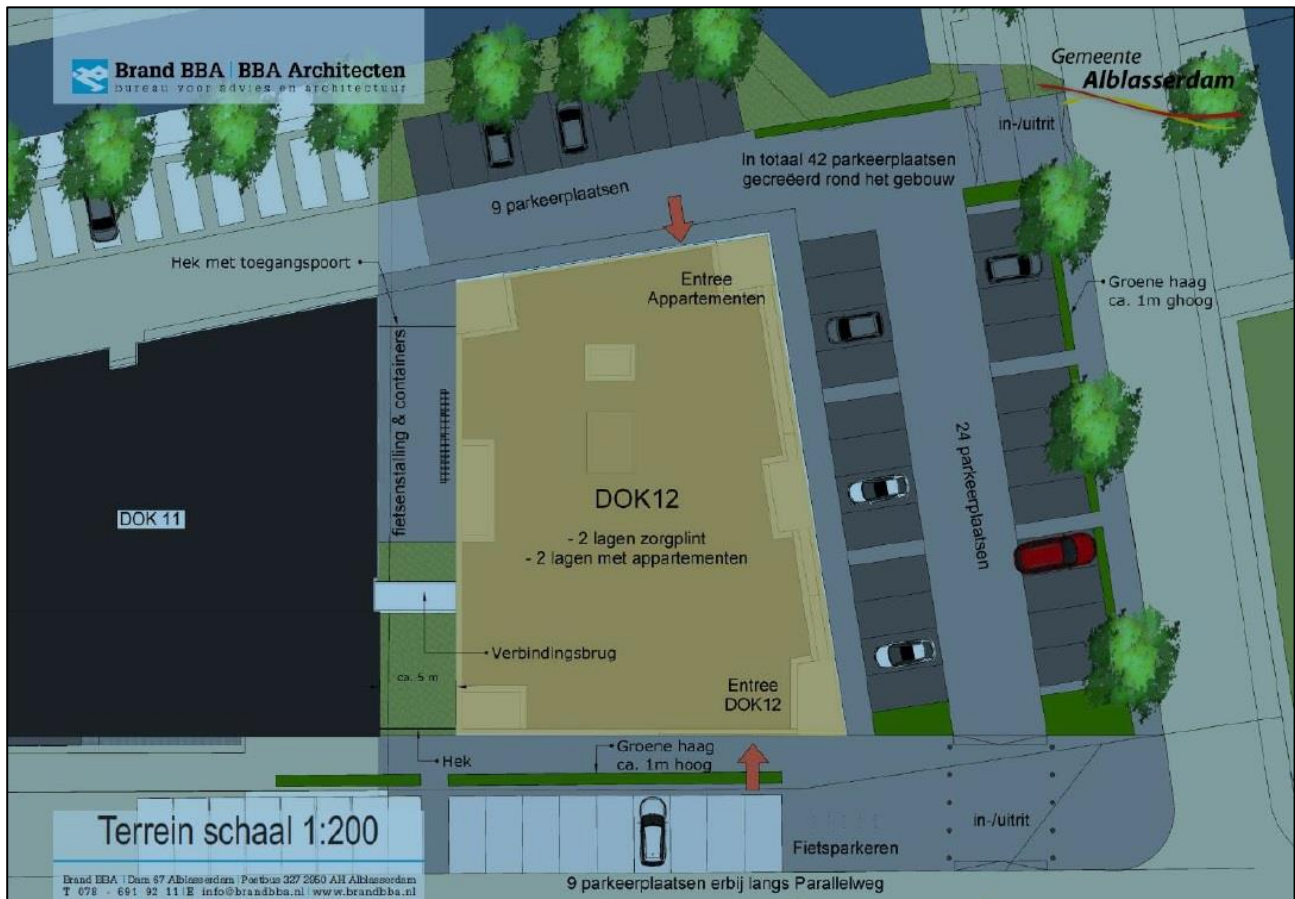 Brand BBA | BBA Architecten
bureau voor advies en architectuur
Gemeente
Alblasserdam
in-/uitrit
In totaal 42 parkeerplaatsen
gecreëerd rond het gebouw
9 parkeerplaatsen
Hek met toegangspoort
Entree
Appartementen
Groene haag
ca. 1m ghoog
fietsenstalling & containers
24 parkeerplaatsen
DOK 11
DOK12
- 2 lagen zorgplint
- 2 lagen met appartementen
Verbindingsbrug
ca. 5 m
Entree
DOK12
Hek
Groene haag
ca. 1m hoog
Terrein schaal 1:200
in-/uitrit
Fietsparkeren
Brand BBA | Dam 67 Alblasserdam | Postbus 327 2950 AH Alblasserdam
T 078 - 691 92 11 | E info@brandbba.nl | www.brandbba.nl
9 parkeerplaatsen erbij langs Parallelweg